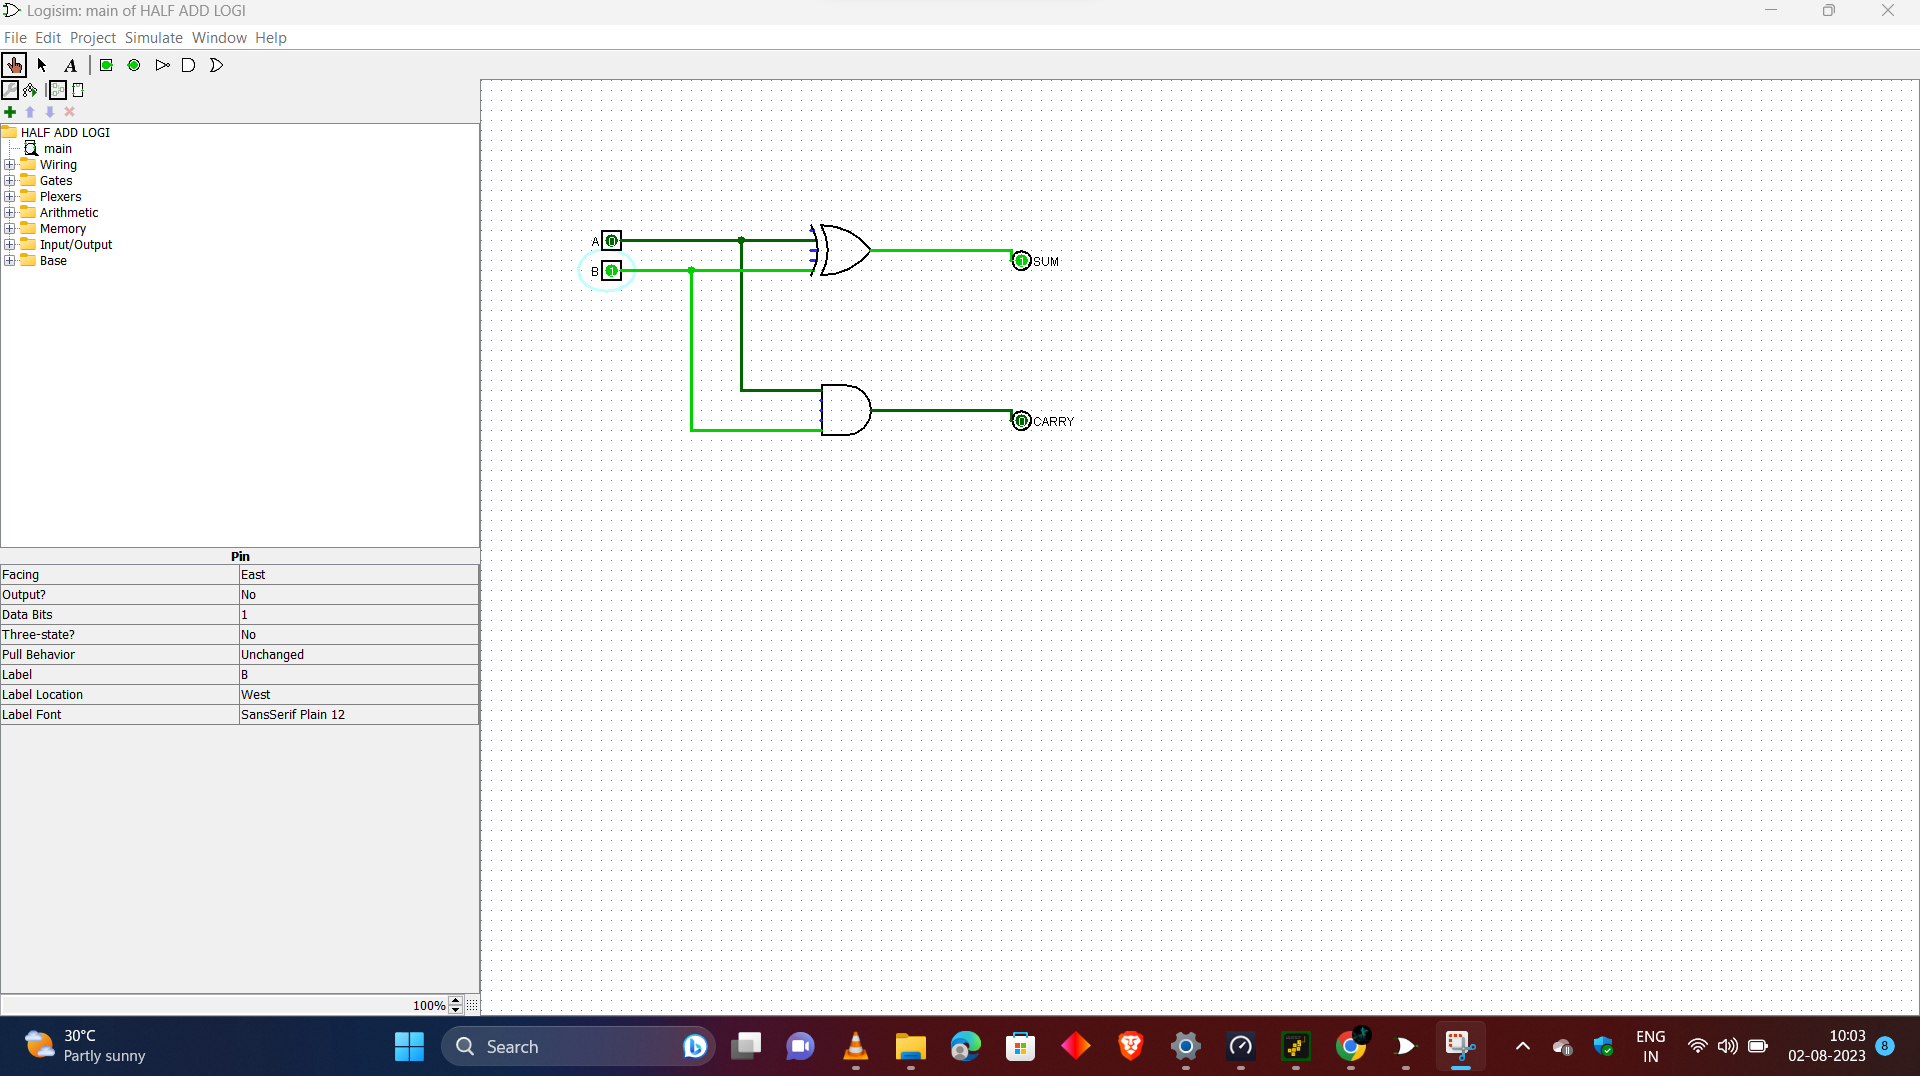 Logisim: main of HALF ADD LOGI
File Edit Project Simulate Window Help
A
HALF ADD LOGI
main
Wiring
Gates
Plexers
Arithmetic
Memory
Input/Output
Base
A 0
B 1
1 SUM
0 CARRY
Pin
Facing East
Output? No
Data Bits 1
Three-state? No
Pull Behavior Unchanged
Label B
Label Location West
Label Font SansSerif Plain 12
100%
30°C
Partly sunny
Search
ENG
IN
10:03
02-08-2023
8